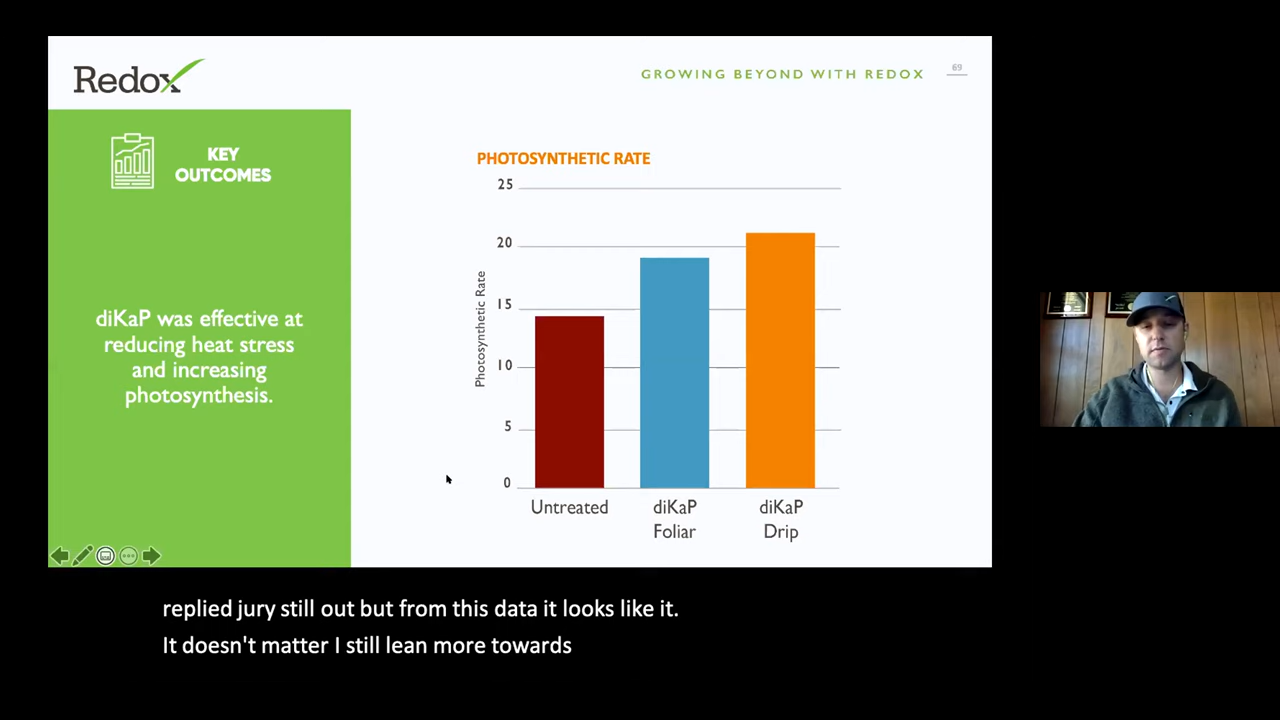 Redox
GROWING BEYOND WITH REDOX
69
KEY
OUTCOMES
diKaP was effective at
reducing heat stress
and increasing
photosynthesis.
PHOTOSYNTHETIC RATE
Photosynthetic Rate
25
20
15
10
5
0
Untreated
diKaP
Foliar
diKaP
Drip
replied jury still out but from this data it looks like it.
It doesn't matter I still lean more towards